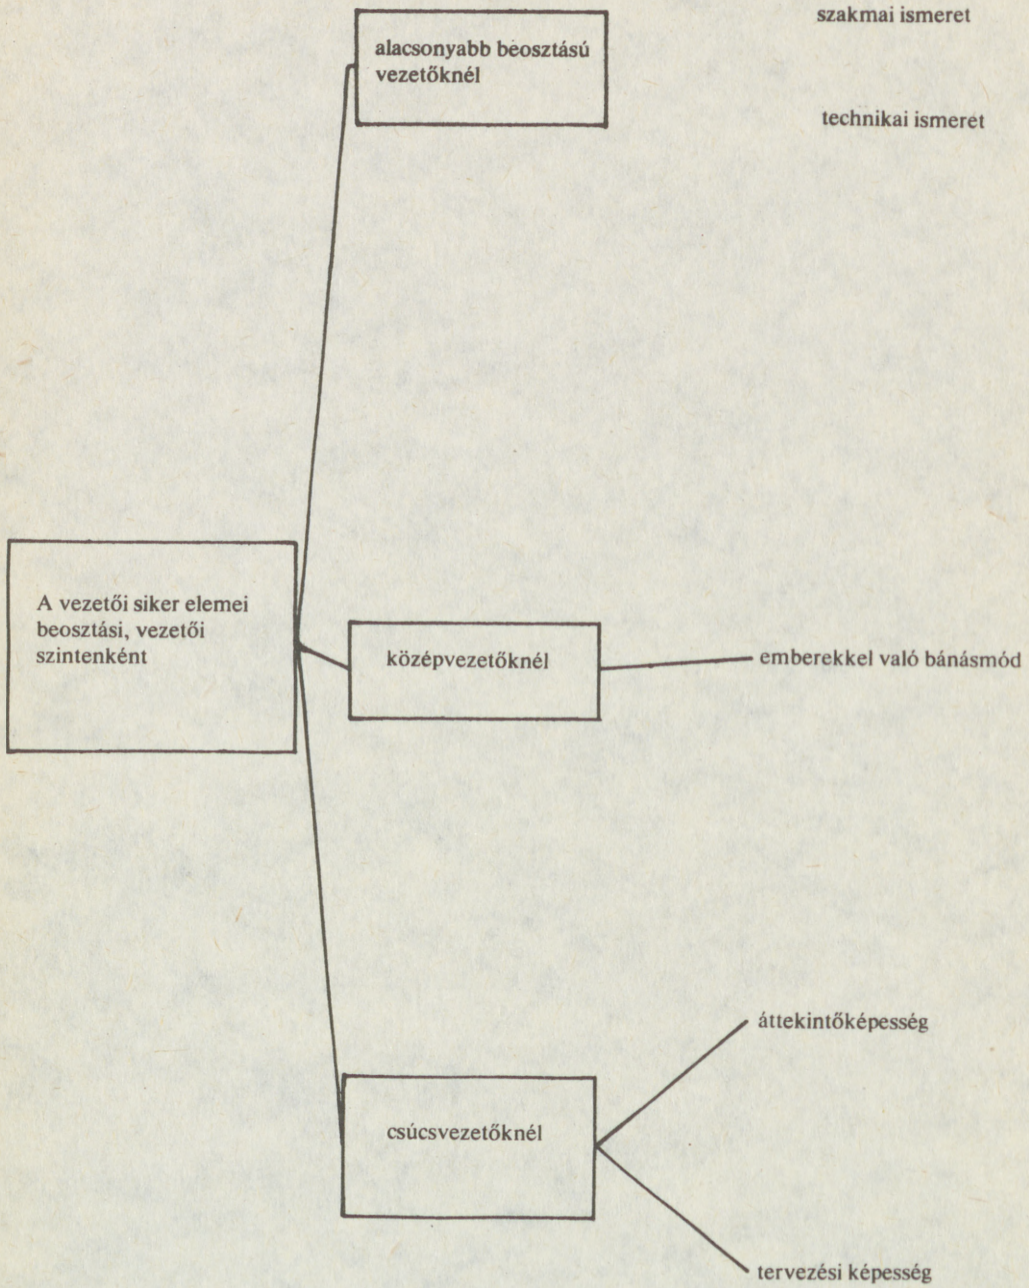 szakmai ismeret
alacsonyabb beosztású
vezetőknél
technikai ismeret
A vezetői siker elemei
beosztási, vezetői
szintenként
középvezetőknél
emberekkel való bánásmód
áttekintőképesség
csúcsvezetőknél
tervezési képesség